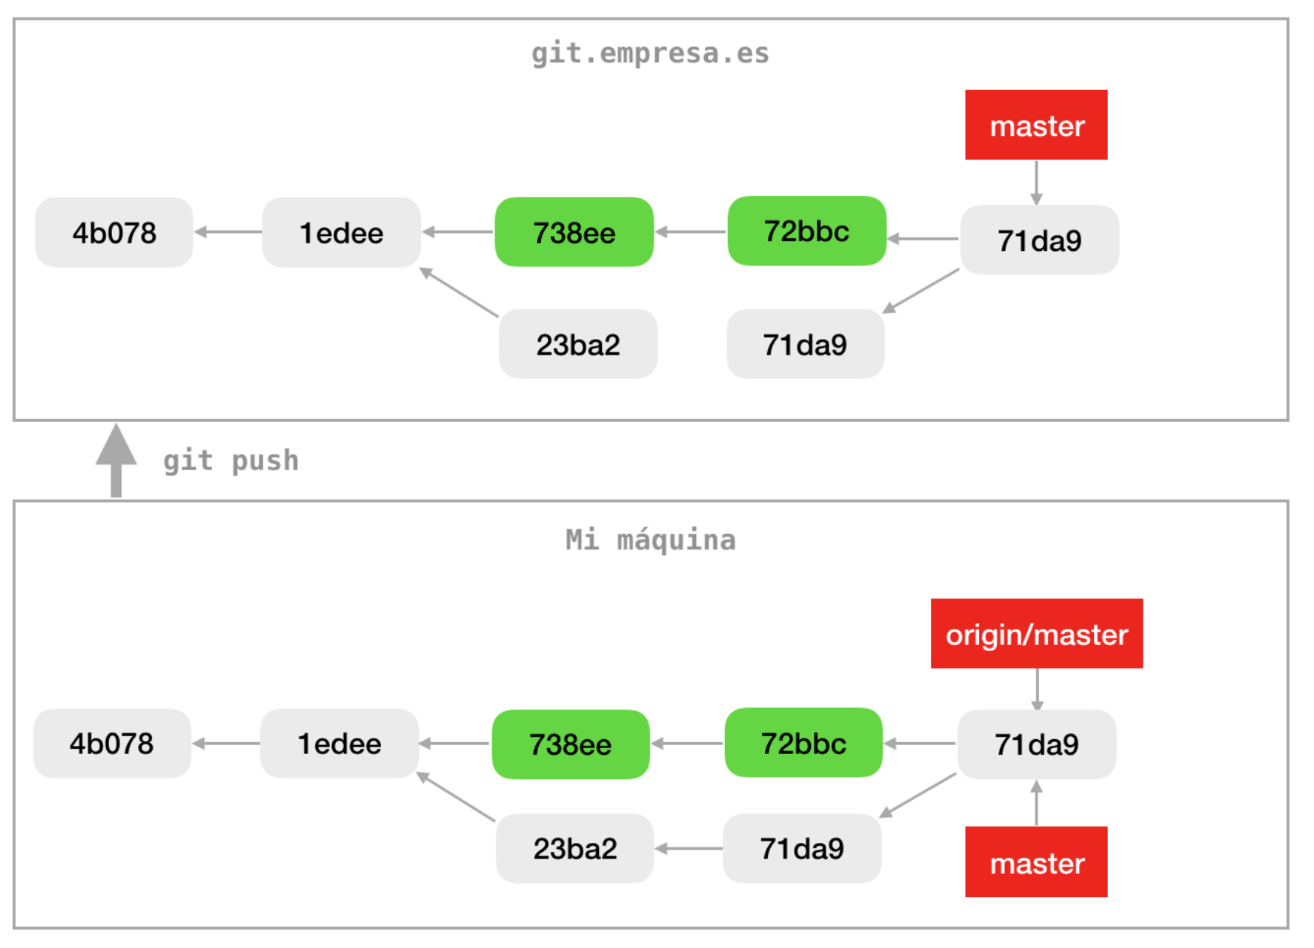 git.empresa.es
master
4b078
1edee
738ee
72bbc
71da9
23ba2
71da9
git push
Mi máquina
origin/master
4b078
1edee
738ee
72bbc
71da9
23ba2
71da9
master